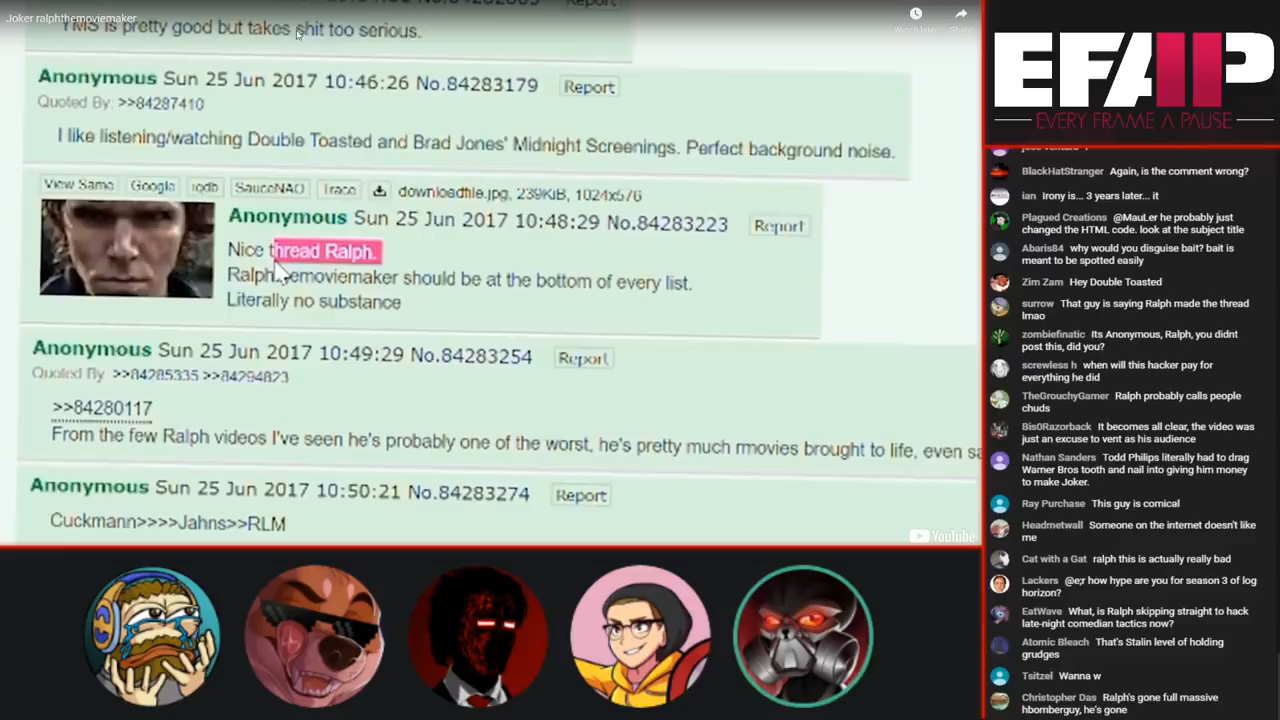 Joker ralphthemoviemaker
Report
Share
TMS is pretty good but takes shit too serious.
Anonymous Sun 25 Jun 2017 10:46:26 No.84283179 Report
Quoted By: >>84287410
I like listening/watching Double Toasted and Brad Jones' Midnight Screenings. Perfect background noise.
View Same Google iqdb SauceNAO Trace downloadfile.jpg, 239KiB, 1024x576
Anonymous Sun 25 Jun 2017 10:48:29 No.84283223 Report
Nice thread Ralph.
Ralphthemoviemaker should be at the bottom of every list.
Literally no substance
Anonymous Sun 25 Jun 2017 10:49:29 No.84283254 Report
Quoted By: >>84285335 >>84294823
>>84280117
From the few Ralph videos I've seen he's probably one of the worst, he's pretty much rmovies brought to life, even
Anonymous Sun 25 Jun 2017 10:50:21 No.84283274 Report
Cuckmann>>>>Jahns>>RLM
YouTube
EFAP
EVERY FRAME A PAUSE
BlackHatStranger Again, is the comment wrong?
ian Irony is... 3 years later... it
Plagued Creations @MauLer he probably just
changed the HTML code. look at the subject title
Abaris84 why would you disguise bait? bait is
meant to be spotted easily
Zim Zam Hey Double Toasted
surrow That guy is saying Ralph made the thread
lmao
zombiefinatic Its Anonymous, Ralph, you didnt
post this, did you?
screwless h when will this hacker pay for
everything he did
TheGrouchyGamer Ralph probably calls people
chuds
Bis0Razorback It becomes all clear, the video was
just an excuse to vent as his audience
Nathan Sanders Todd Philips literally had to drag
Warner Bros tooth and nail into giving him money
to make Joker.
Ray Purchase This guy is comical
Headmetwall Someone on the internet doesn't like
me
Cat with a Gat ralph this is actually really bad
Lackers @e;r how hype are you for season 3 of log
horizon?
EatWave What, is Ralph skipping straight to hack
late-night comedian tactics now?
Atomic Bleach That's Stalin level of holding
grudges
Tsitzel Wanna w
Christopher Das Ralph's gone full massive
hbomberguy, he's gone